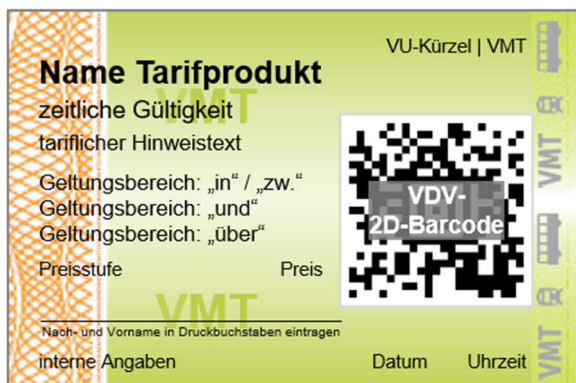 VU-Kürzel | VMT
Name Tarifprodukt
VMT
zeitliche Gültigkeit
tariflicher Hinweistext
Geltungsbereich: „in“ / „zw.“
Geltungsbereich: „und“
Geltungsbereich: „über“
VDV-
2D-Barcode
Preisstufe Preis
VMT
Nach- und Vorname in Druckbuchstaben eintragen
interne Angaben Datum Uhrzeit
VMT
VMT